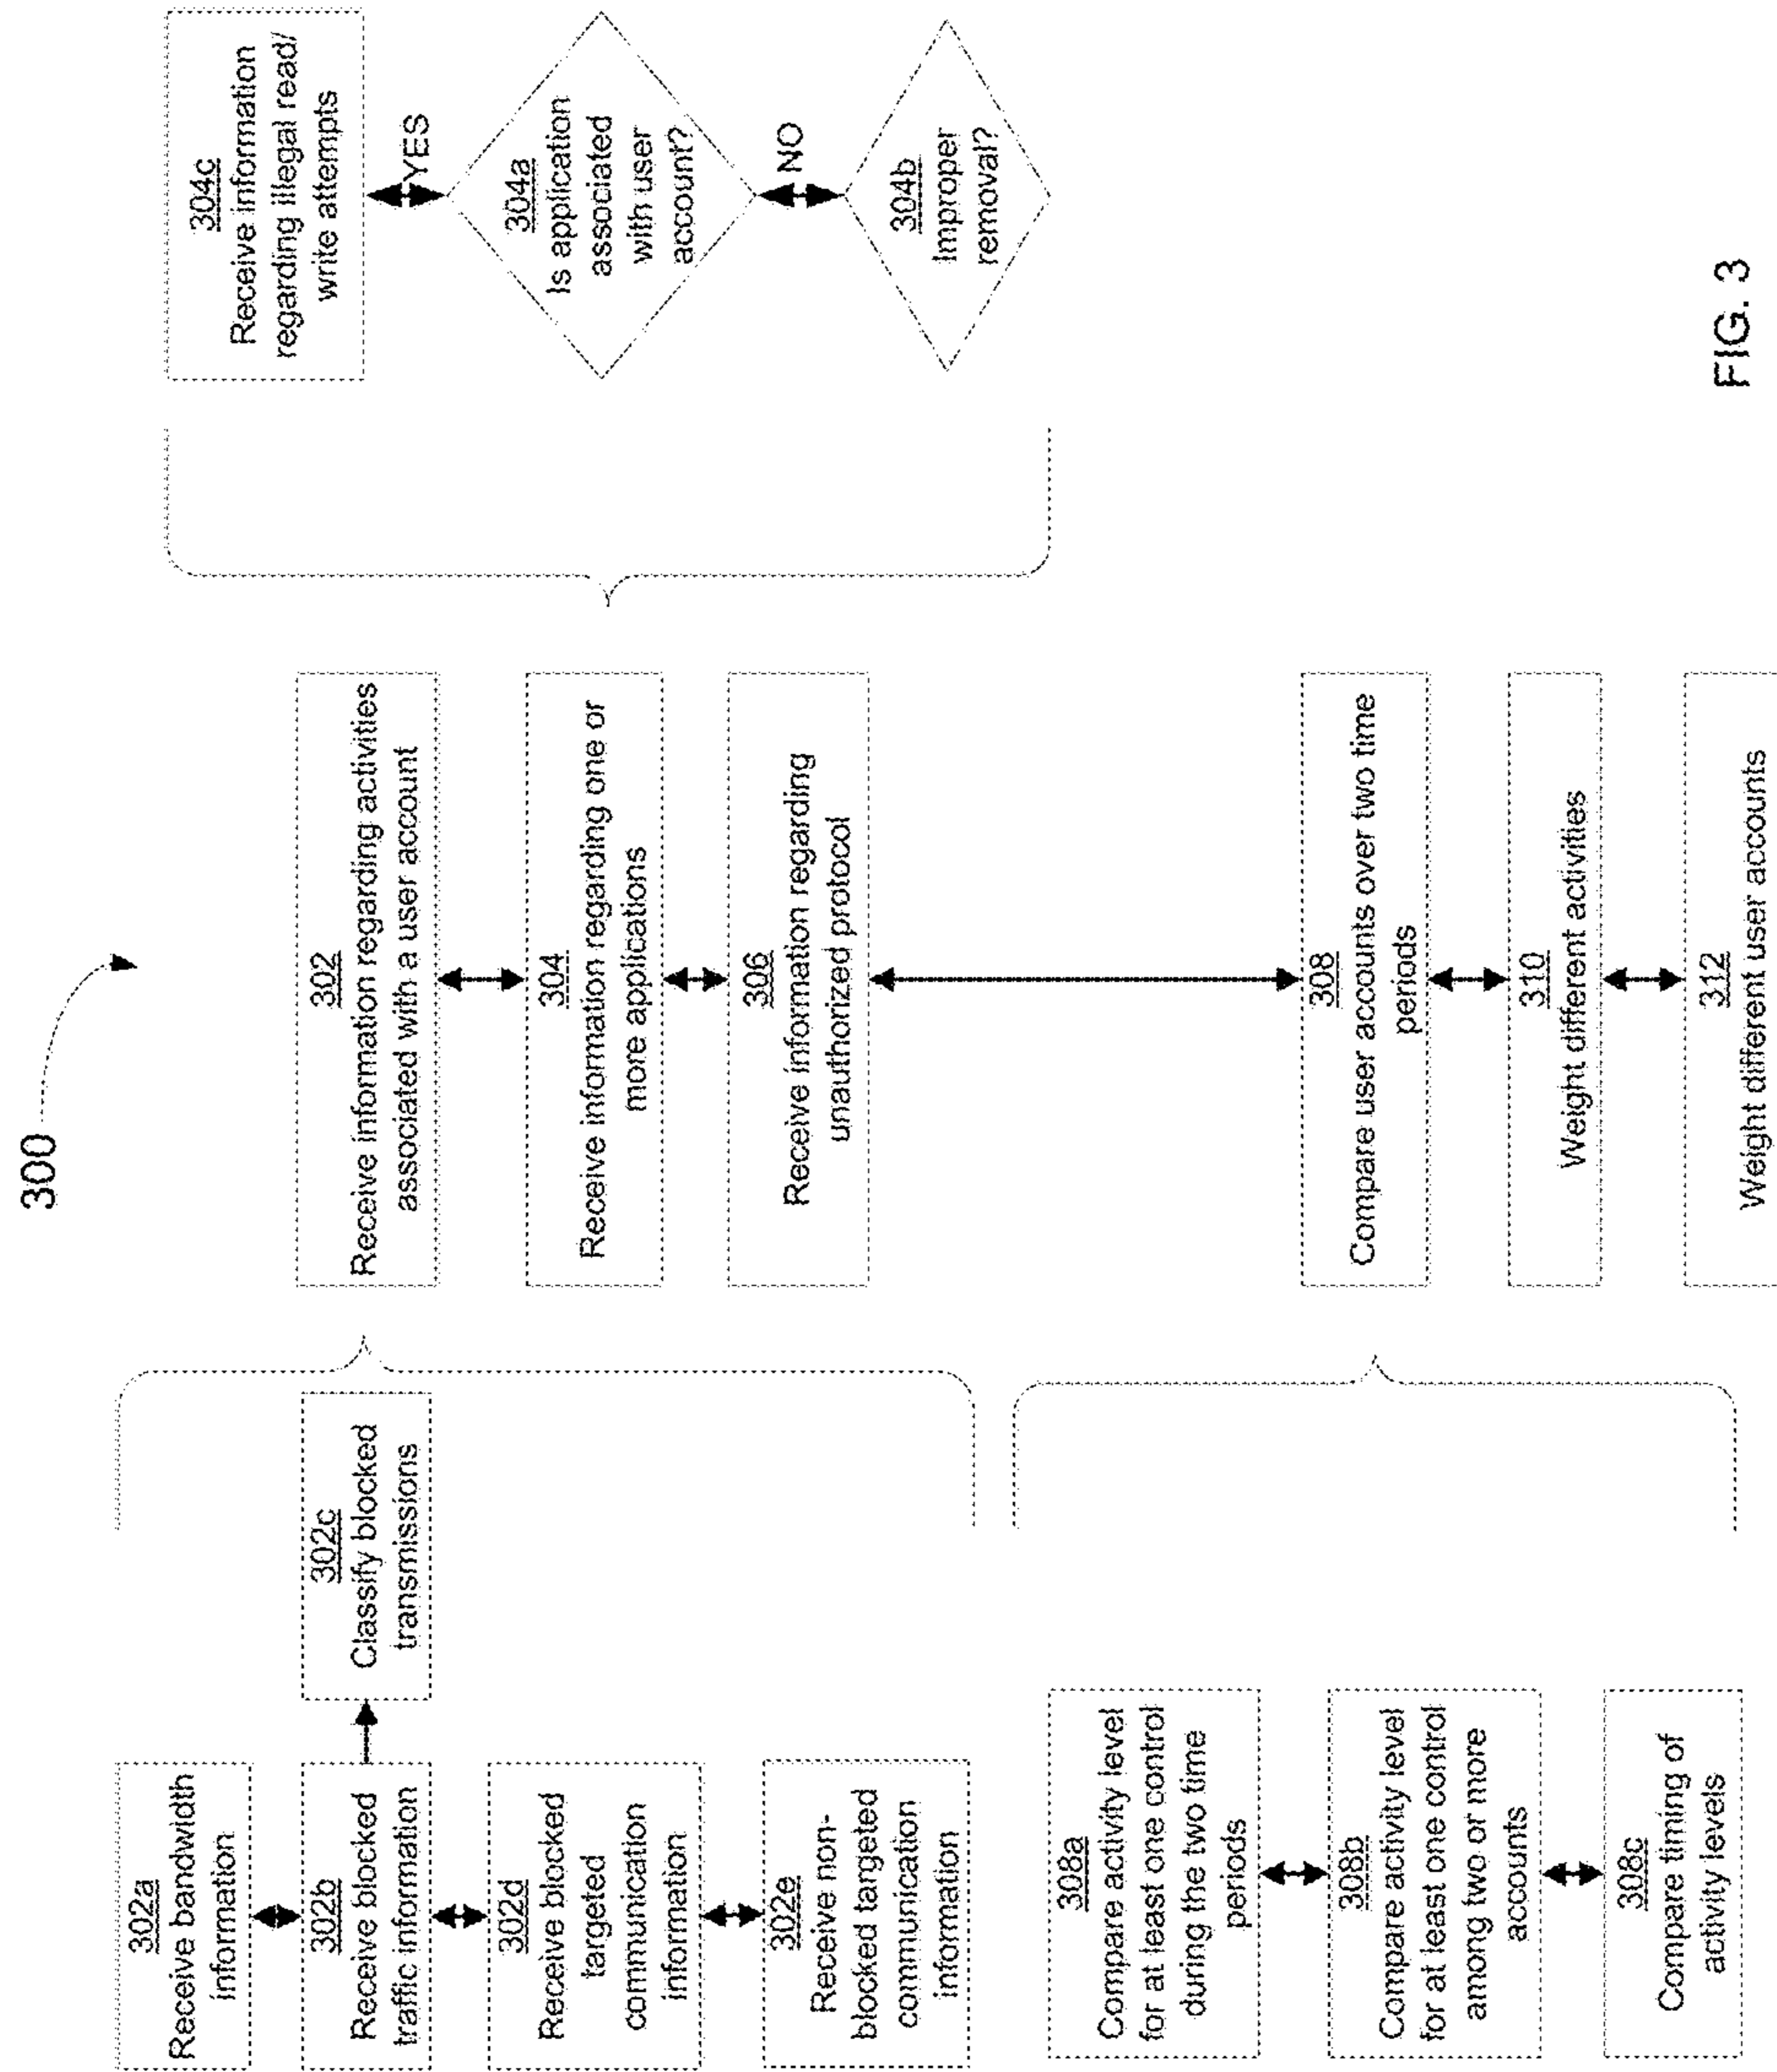 300
302a
Receive bandwidth
information
302b
Receive blocked
traffic information
302c
Classify blocked
transmissions
302d
Receive blocked
targeted
communication
information
302e
Receive non-
blocked targeted
communication
information
302
Receive information regarding activities
associated with a user account
304
Receive information regarding one or
more applications
306
Receive information regarding
unauthorized protocol
304c
Receive information
regarding illegal read/
write attempts
YES
304a
Is application
associated
with user
account?
NO
304b
Improper
removal?
308a
Compare activity level
for at least one control
during the two time
periods
308b
Compare activity level
for at least one control
among two or more
accounts
308c
Compare timing of
activity levels
308
Compare user accounts over two time
periods
310
Weight different activities
312
Weight different user accounts
FIG. 3